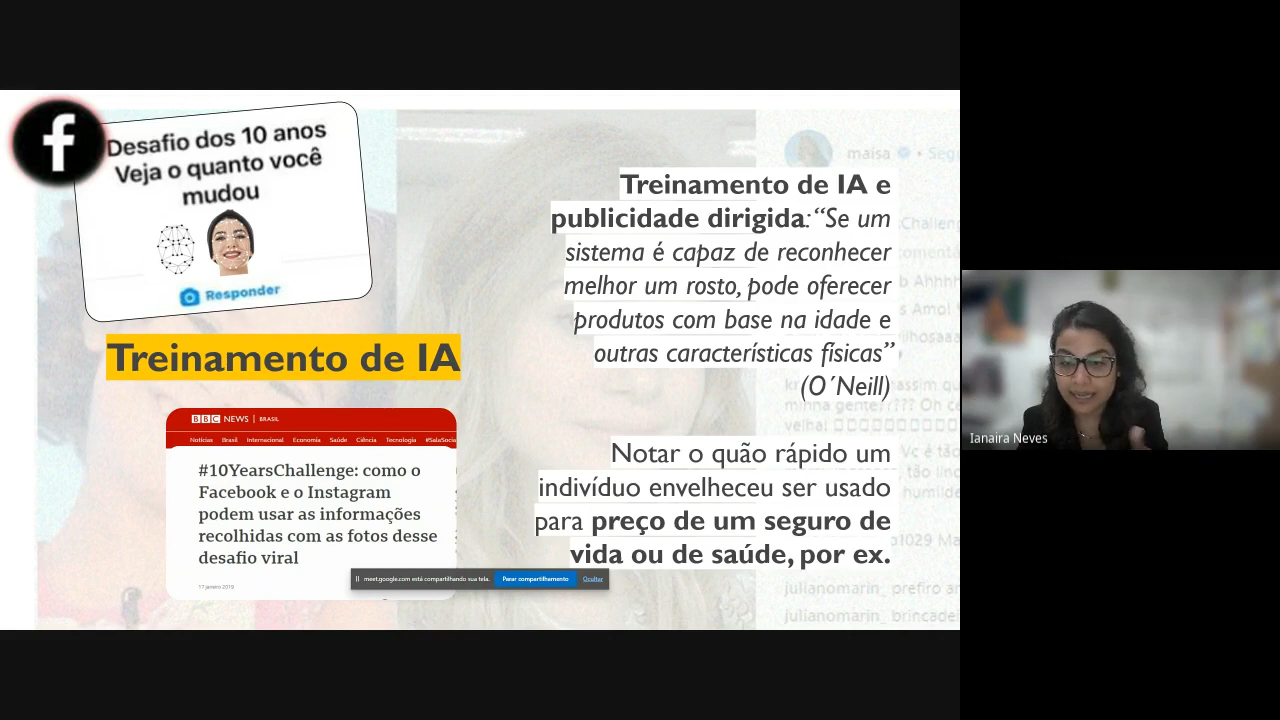 f
Desafio dos 10 anos
Veja o quanto você
mudou
Responder
Treinamento de IA
BBC NEWS | BRASIL
Notícias Brasil Internacional Economia Saúde Ciência Tecnologia #SalaSocial
#10YearsChallenge: como o
Facebook e o Instagram
podem usar as informações
recolhidas com as fotos desse
desafio viral
17 janeiro 2019
Treinamento de IA e
publicidade dirigida:“Se um
sistema é capaz de reconhecer
melhor um rosto, pode oferecer
produtos com base na idade e
outras características físicas”
(O´Neill)
Notar o quão rápido um
indivíduo envelheceu ser usado
para preço de um seguro de
vida ou de saúde, por ex.
maisa • Seg
julianomarin_ prefiro
julianomarin_
meet.google.com está compartilhando sua tela. Parar compartilhamento Ocultar
Ianaira Neves